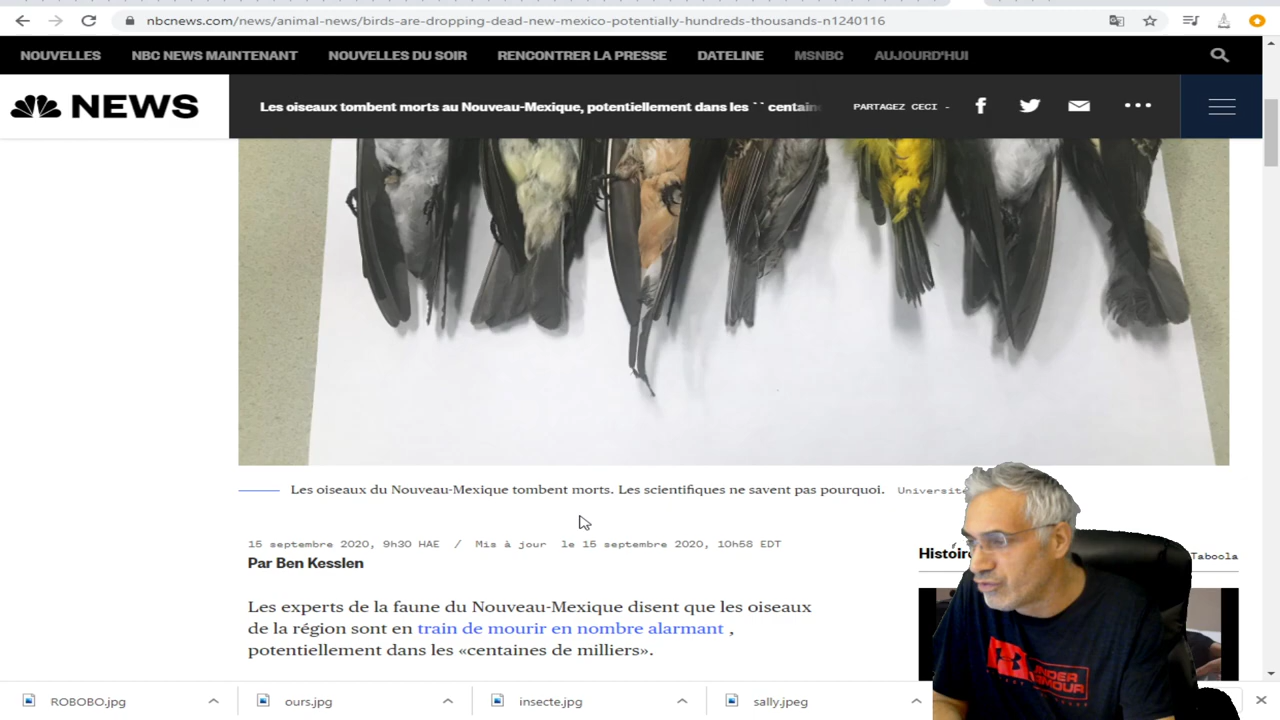 nbcnews.com/news/animal-news/birds-are-dropping-dead-new-mexico-potentially-hundreds-thousands-n1240116
NOUVELLES NBC NEWS MAINTENANT NOUVELLES DU SOIR RENCONTRER LA PRESSE DATELINE MSNBC AUJOURD'HUI
NEWS Les oiseaux tombent morts au Nouveau-Mexique, potentiellement dans les `` PARTAGEZ CECI -
Les oiseaux du Nouveau-Mexique tombent morts. Les scientifiques ne savent pas pourquoi.
15 septembre 2020, 9h30 HAE / Mis à jour le 15 septembre 2020, 10h58 EDT
Par Ben Kesslen
Taboola
Les experts de la faune du Nouveau-Mexique disent que les oiseaux
de la région sont en train de mourir en nombre alarmant ,
potentiellement dans les «centaines de milliers».
UNDER
ARMOUR
ROBOBO.jpg ours.jpg insecte.jpg sally.jpeg